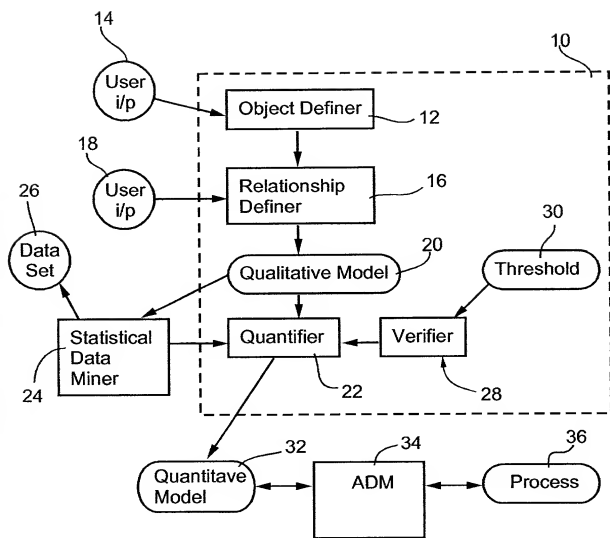 14
10
User
i/p
Object Definer
12
18
User
i/p
Relationship
Definer
16
26
Data
Set
20
30
Qualitative Model
Threshold
Statistical
Data
Miner
24
Quantifier
22
Verifier
28
32
34
36
Quantitave
Model
ADM
Process